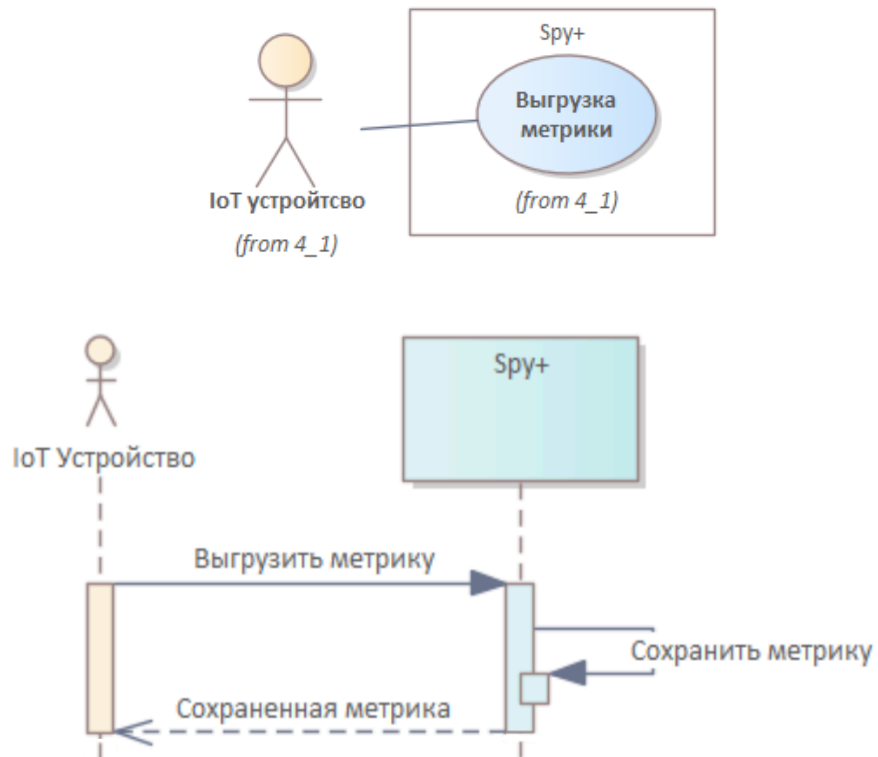 Spy+
Выгрузка
метрики
IoT устройтсво
(from 4_1)
(from 4_1)
Spy+
IoT Устройство
Выгрузить метрику
Сохранить метрику
Сохраненная метрика